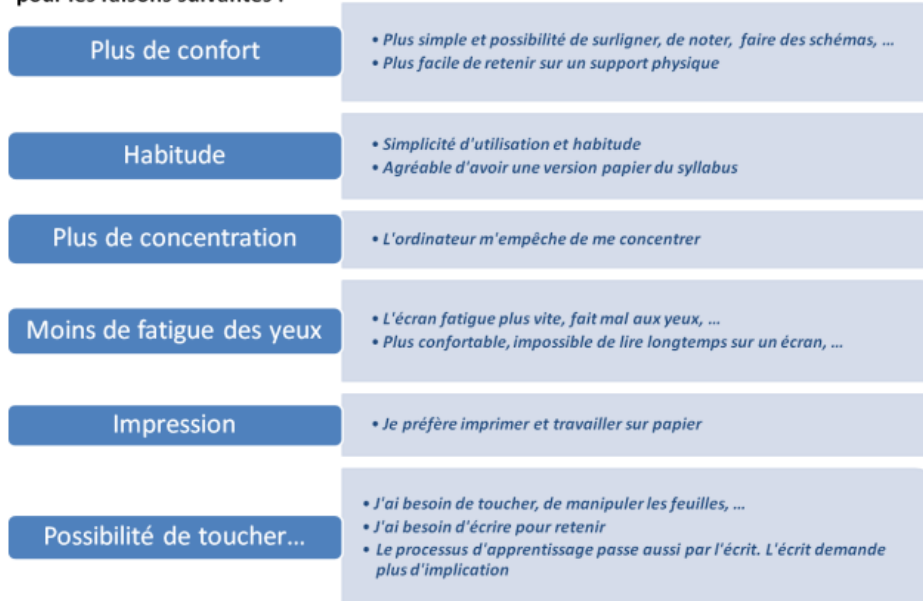 pour les raisons suivantes :
Plus de confort
• Plus simple et possibilité de surligner, de noter, faire des schémas, ...
• Plus facile de retenir sur un support physique
Habitude
• Simplicité d'utilisation et habitude
• Agréable d'avoir une version papier du syllabus
Plus de concentration
• L'ordinateur m'empêche de me concentrer
Moins de fatigue des yeux
• L'écran fatigue plus vite, fait mal aux yeux, ...
• Plus confortable, impossible de lire longtemps sur un écran, ...
Impression
• Je préfère imprimer et travailler sur papier
Possibilité de toucher...
• J'ai besoin de toucher, de manipuler les feuilles, ...
• J'ai besoin d'écrire pour retenir
• Le processus d'apprentissage passe aussi par l'écrit. L'écrit demande
plus d'implication